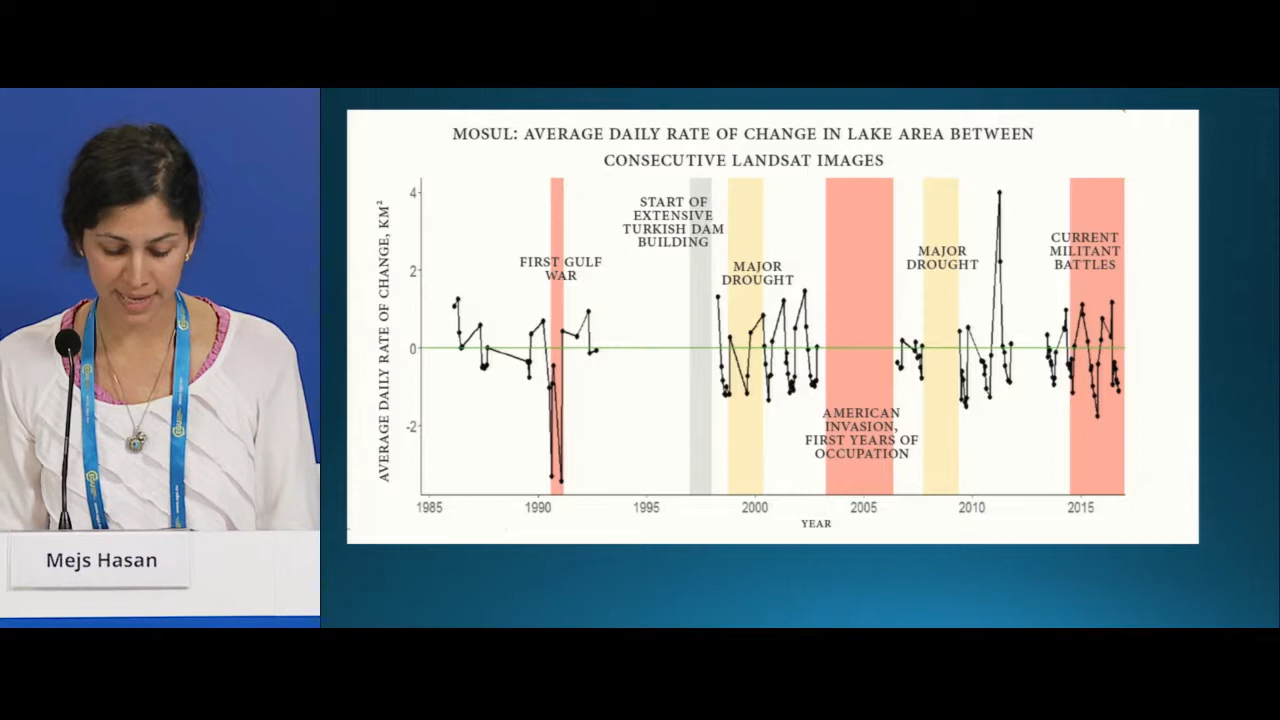 MOSUL: AVERAGE DAILY RATE OF CHANGE IN LAKE AREA BETWEEN
CONSECUTIVE LANDSAT IMAGES
AVERAGE DAILY RATE OF CHANGE, KM²
4
2
0
-2
START OF
EXTENSIVE
TURKISH DAM
BUILDING
FIRST GULF
WAR
MAJOR
DROUGHT
MAJOR
DROUGHT
CURRENT
MILITANT
BATTLES
AMERICAN
INVASION,
FIRST YEARS OF
OCCUPATION
1985 1990 1995 2000 2005 2010 2015
YEAR
Mejs Hasan